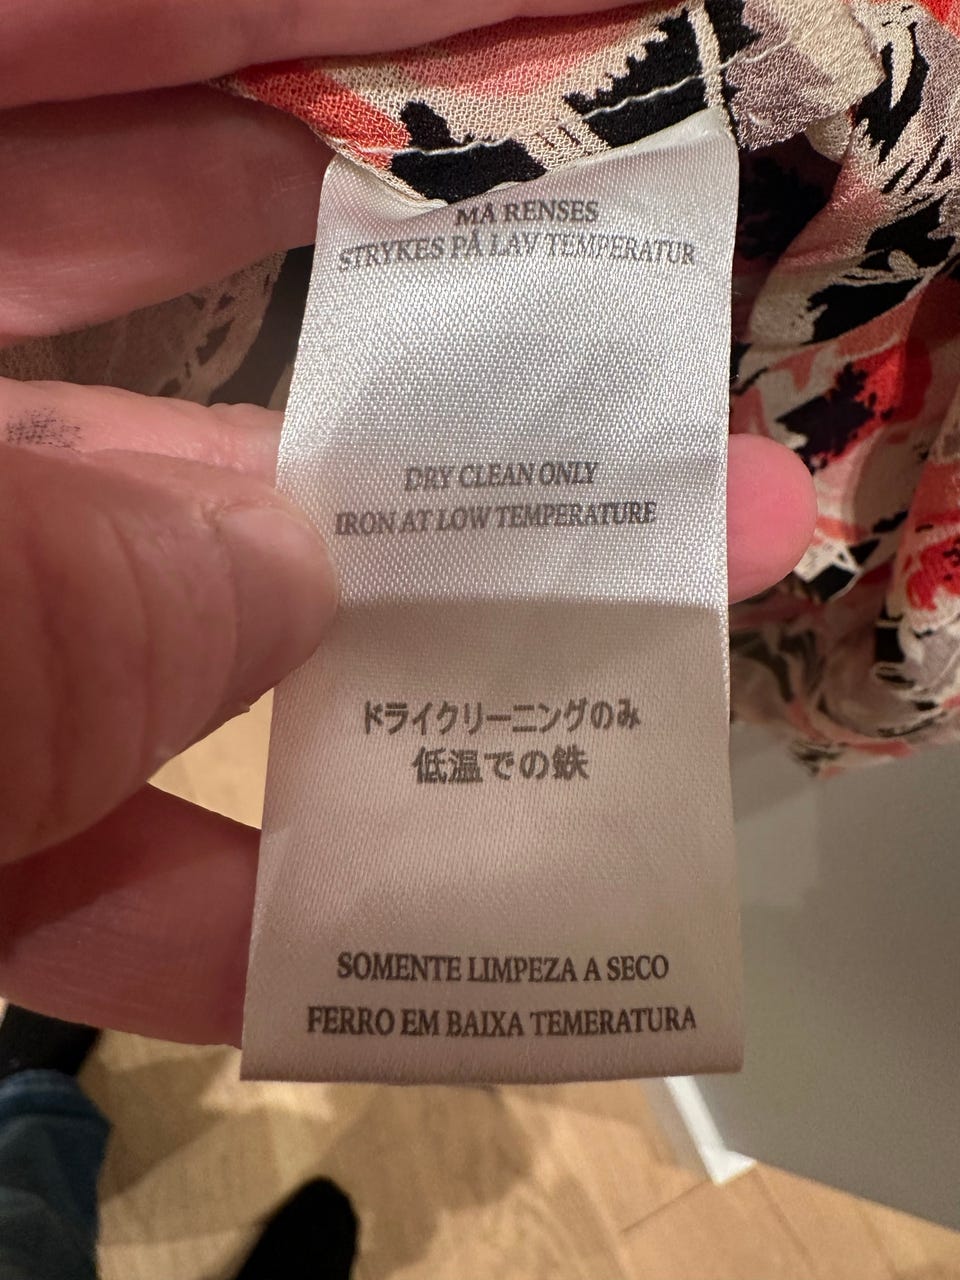 MÅ RENSES
STRYKES PÅ LAV TEMPERATUR
DRY CLEAN ONLY
IRON AT LOW TEMPERATURE
ドライクリーニングのみ
低温での鉄
SOMENTE LIMPEZA A SECO
FERRO EM BAIXA TEMERATURA